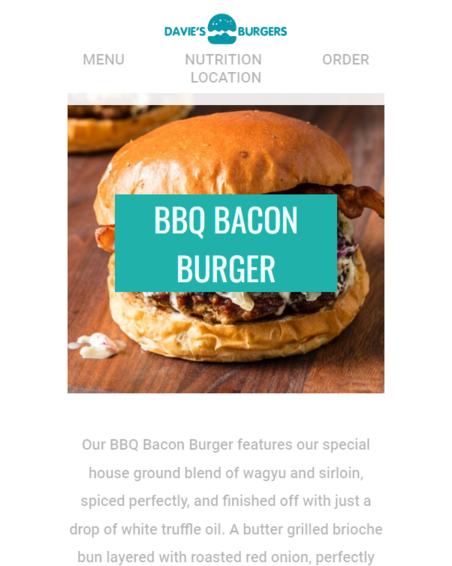 DAVIE'S BURGERS
MENU NUTRITION ORDER
LOCATION
BBQ BACON
BURGER
Our BBQ Bacon Burger features our special
house ground blend of wagyu and sirloin,
spiced perfectly, and finished off with just a
drop of white truffle oil. A butter grilled brioche
bun layered with roasted red onion, perfectly